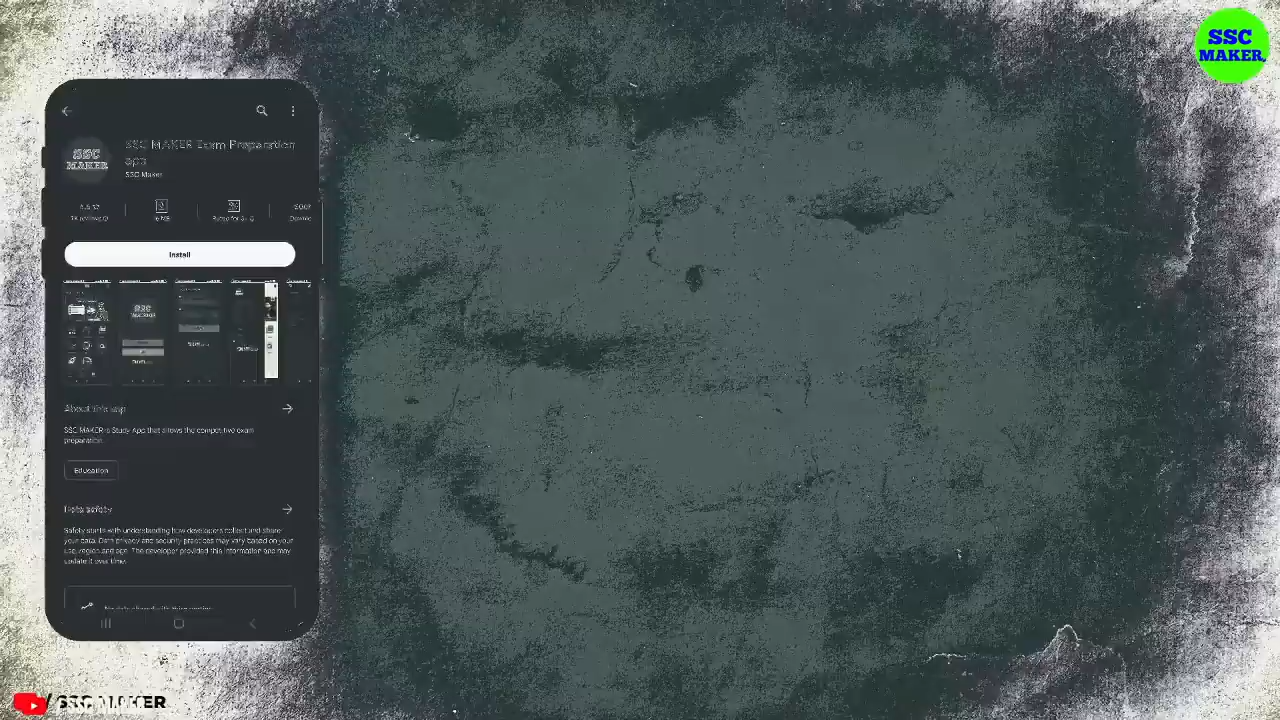 SSC
MAKER
SSC MAKER Exam Preparation
app
SSC Maker
SSC
MAKER
Install
About this app
SSC MAKER is Study App that allows the competitive exam
preparation.
Education
Data safety
Safety starts with understanding how developers collect and share
your data. Data privacy and security practices may vary based on your
use, region and age. The developer provided this information and may
update it over time.
/ SSC MAKER